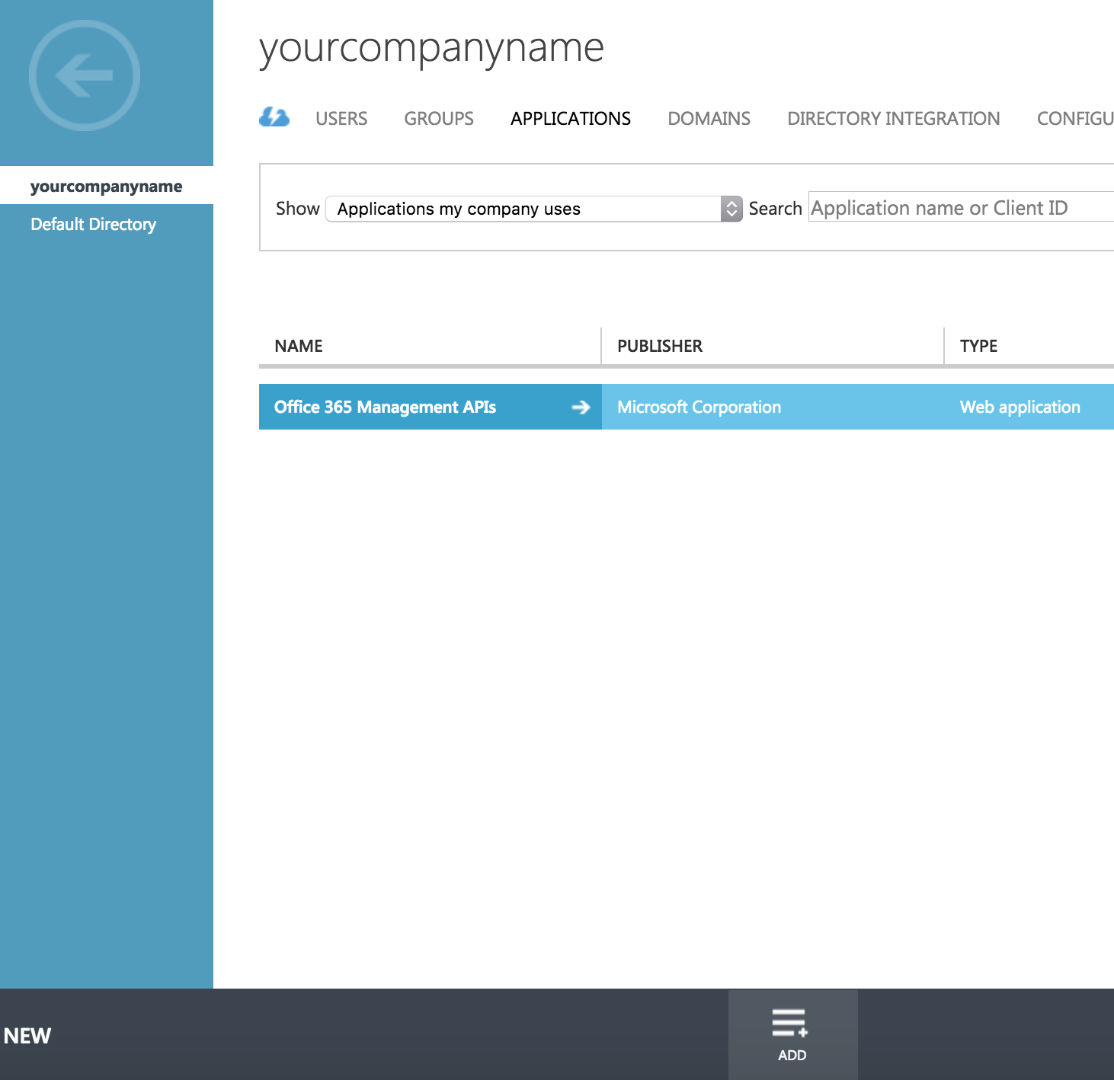 yourcompanyname
USERS GROUPS APPLICATIONS DOMAINS DIRECTORY INTEGRATION CONFIGU
yourcompanyname
Default Directory
Show Applications my company uses Search Application name or Client ID
NAME PUBLISHER TYPE
Office 365 Management APIs Microsoft Corporation Web application
NEW
ADD